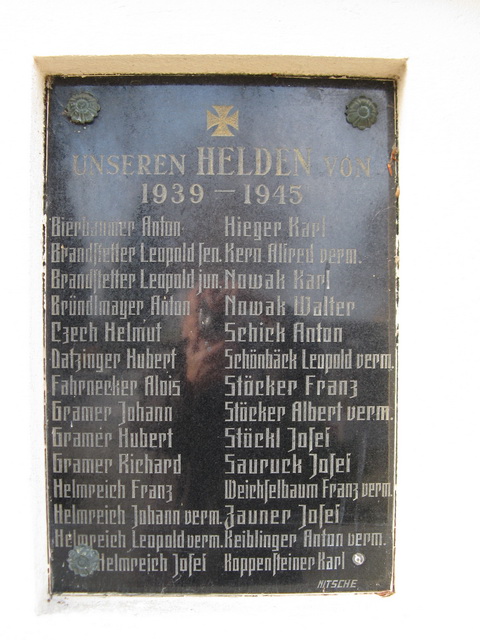 UNSEREN HELDEN VON
1939 – 1945
Bierbaumer Anton
Brandstetter Leopold sen.
Brandstetter Leopold jun.
Bründlmayer Anton
Czech Helmut
Datzinger Hubert
Fahrnecker Alois
Gramer Johann
Gramer Hubert
Gramer Richard
Helmreich Franz
Helmreich Johann verm.
Helmreich Leopold verm.
Helmreich Josef
Hieger Karl
Kern Alfred verm.
Nowak Karl
Nowak Walter
Schick Anton
Schönbäck Leopold verm.
Stöcker Franz
Stöcker Albert verm.
Stöckl Josef
Sauruck Josef
Weichselbaum Franz verm.
Zauner Josef
Keiblinger Anton verm.
Koppensteiner Karl
NITSCHE